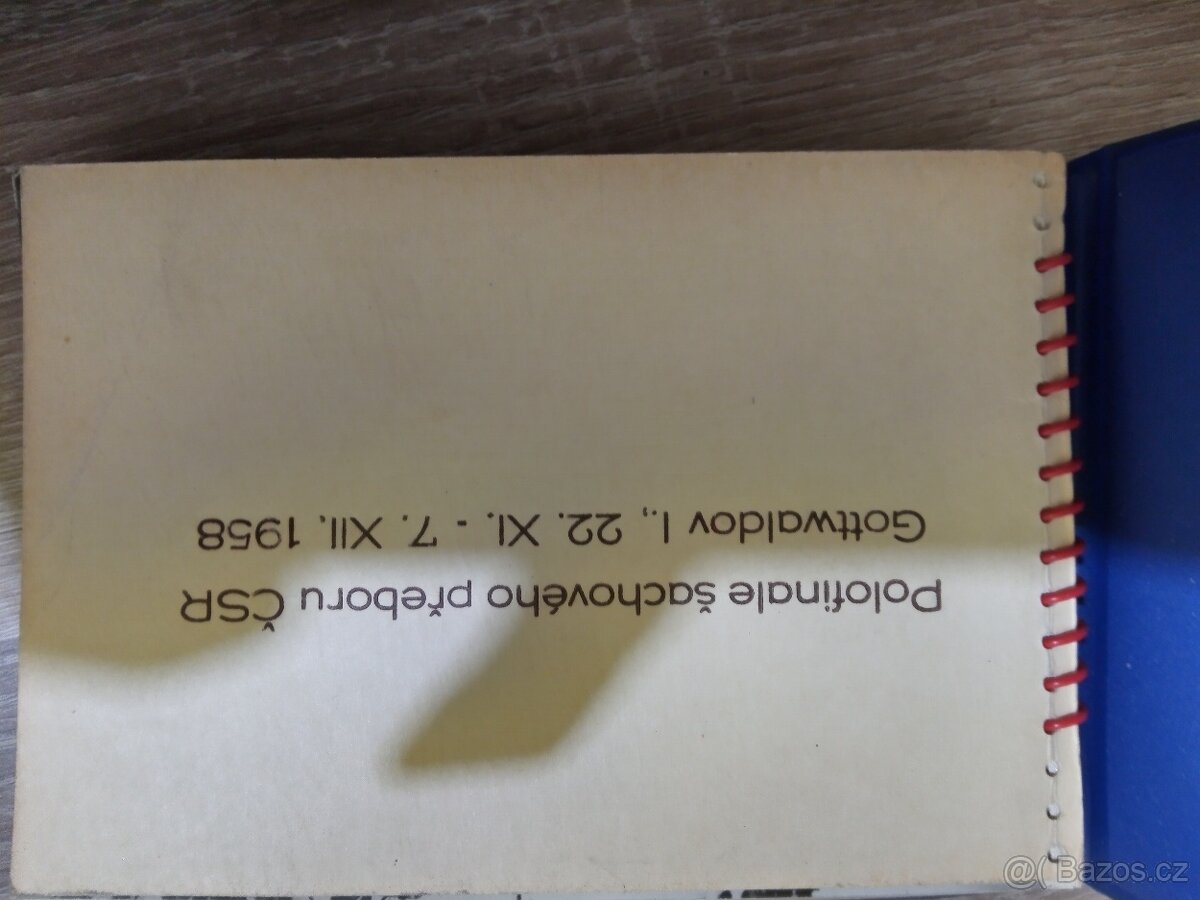 Polofinale šachového přeboru ČSR
Gottwaldov I., 22. XI. - 7. XII. 1958
@( Bazos.cz